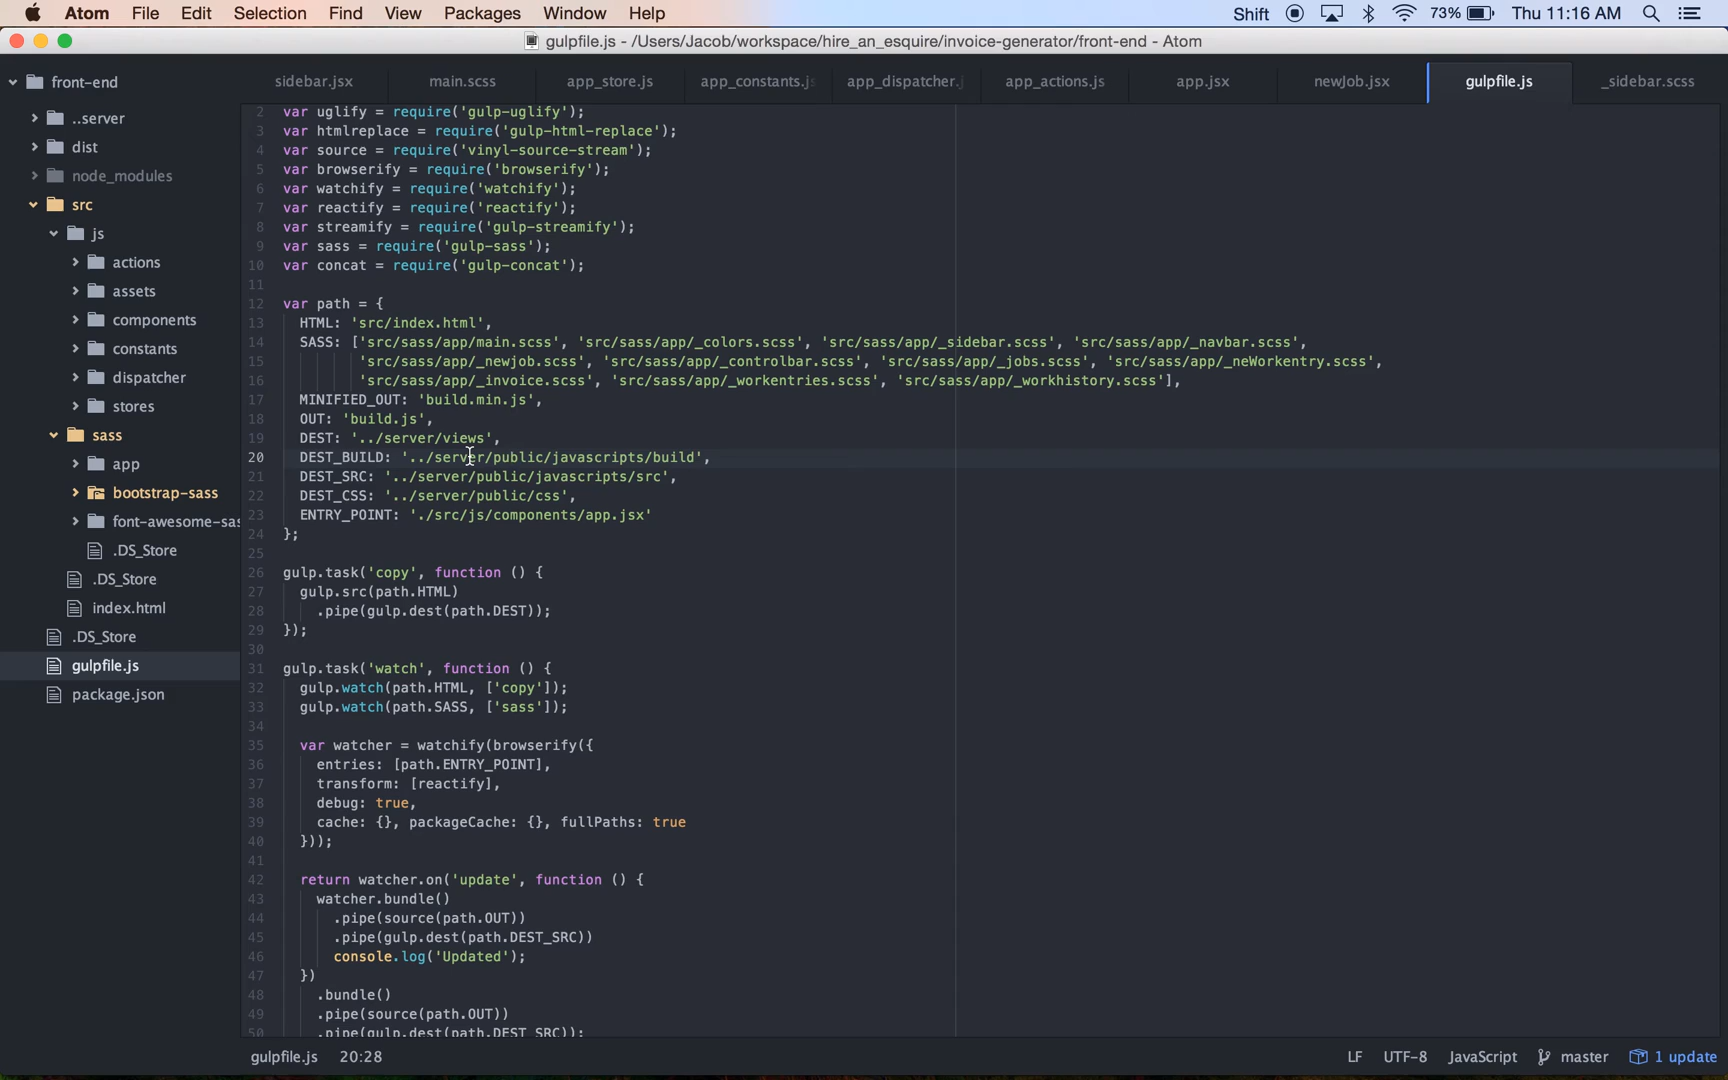 Atom File Edit Selection Find View Packages Window Help Shift 73% Thu 11:16 AM
gulpfile.js - /Users/Jacob/workspace/hire_an_esquire/invoice-generator/front-end - Atom
front-end
..server
dist
node_modules
src
js
actions
assets
components
constants
dispatcher
stores
sass
app
bootstrap-sass
font-awesome-sas
.DS_Store
.DS_Store
index.html
.DS_Store
gulpfile.js
package.json
sidebar.jsx main.scss app_store.js app_constants.js app_dispatcher.j app_actions.js app.jsx newJob.jsx gulpfile.js _sidebar.scss
2 var uglify = require('gulp-uglify');
3 var htmlreplace = require('gulp-html-replace');
4 var source = require('vinyl-source-stream');
5 var browserify = require('browserify');
6 var watchify = require('watchify');
7 var reactify = require('reactify');
8 var streamify = require('gulp-streamify');
9 var sass = require('gulp-sass');
10 var concat = require('gulp-concat');
11
12 var path = {
13 HTML: 'src/index.html',
14 SASS: ['src/sass/app/main.scss', 'src/sass/app/_colors.scss', 'src/sass/app/_sidebar.scss', 'src/sass/app/_navbar.scss',
15 'src/sass/app/_newjob.scss', 'src/sass/app/_controlbar.scss', 'src/sass/app/_jobs.scss', 'src/sass/app/_neWorkentry.scss',
16 'src/sass/app/_invoice.scss', 'src/sass/app/_workentries.scss', 'src/sass/app/_workhistory.scss'],
17 MINIFIED_OUT: 'build.min.js',
18 OUT: 'build.js',
19 DEST: '../server/views',
20 DEST_BUILD: '../server/public/javascripts/build',
21 DEST_SRC: '../server/public/javascripts/src',
22 DEST_CSS: '../server/public/css',
23 ENTRY_POINT: './src/js/components/app.jsx'
24 };
25
26 gulp.task('copy', function () {
27 gulp.src(path.HTML)
28 .pipe(gulp.dest(path.DEST));
29 });
30
31 gulp.task('watch', function () {
32 gulp.watch(path.HTML, ['copy']);
33 gulp.watch(path.SASS, ['sass']);
34
35 var watcher = watchify(browserify({
36 entries: [path.ENTRY_POINT],
37 transform: [reactify],
38 debug: true,
39 cache: {}, packageCache: {}, fullPaths: true
40 }));
41
42 return watcher.on('update', function () {
43 watcher.bundle()
44 .pipe(source(path.OUT))
45 .pipe(gulp.dest(path.DEST_SRC))
46 console.log('Updated');
47 })
48 .bundle()
49 .pipe(source(path.OUT))
50 .pipe(gulp.dest(path.DEST_SRC));
gulpfile.js 20:28 LF UTF-8 JavaScript master 1 update